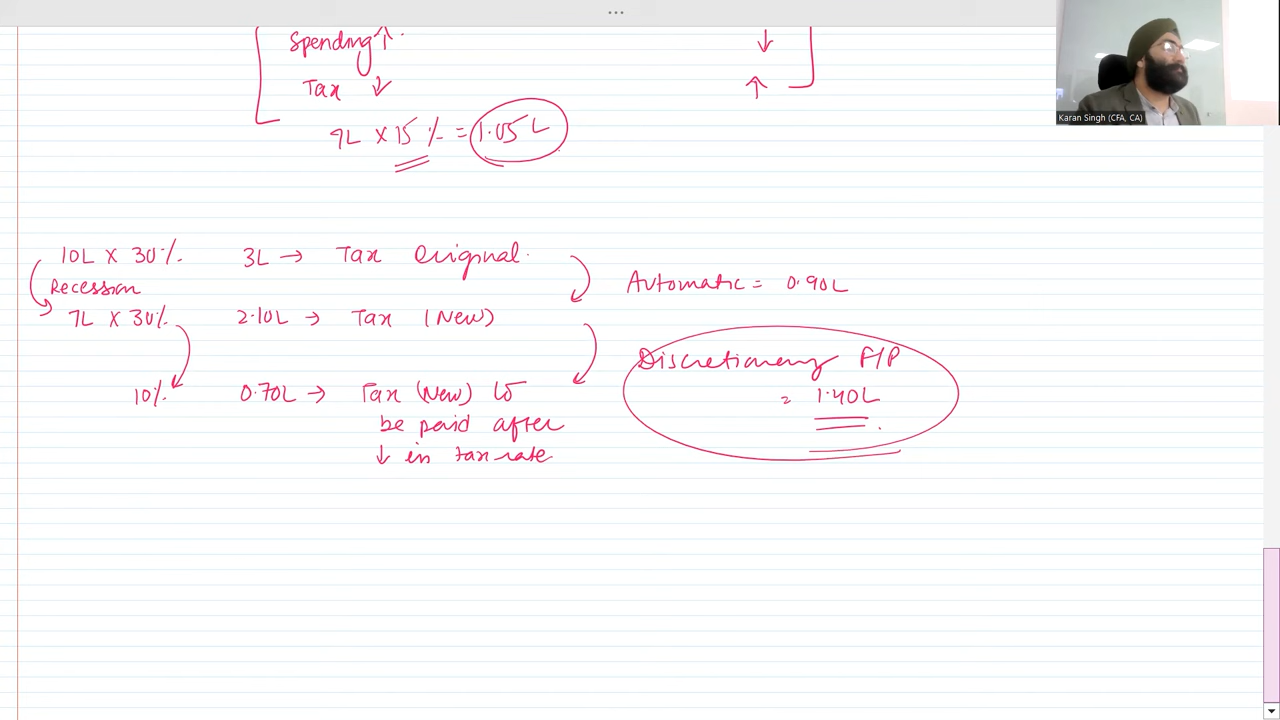 Spending ↑ ↓
Tax ↓ ↑
7L X 15 % = 1.05 L
10L X 30% 3L → Tax Original
Recession
7L X 30% 2.10L → Tax (New)
10% 0.70L → Tax (New) to
be paid after
↓ in tax rate
Automatic = 0.90L
Discretionery F/P
= 1.40L
Karan Singh (CFA, CA)